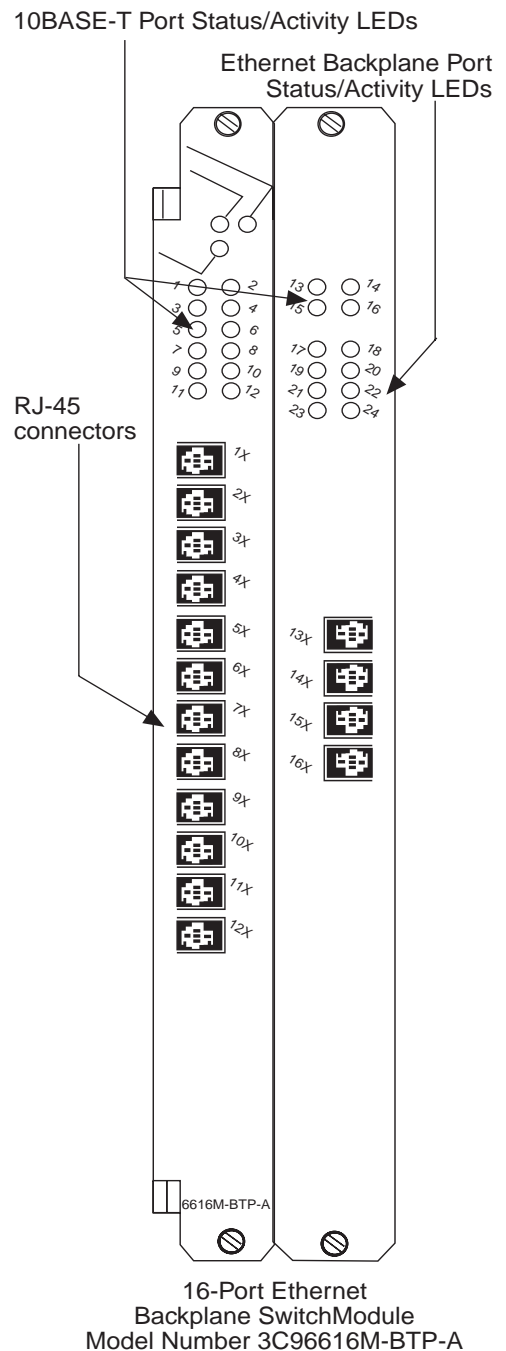 10BASE-T Port Status/Activity LEDs
Ethernet Backplane Port
Status/Activity LEDs
1 2 13 14
3 4 15 16
5 6
7 8 17 18
9 10 19 20
11 12 21 22
23 24
RJ-45
connectors
1X
2X
3X
4X
5X 13X
6X 14X
7X 15X
8X 16X
9X
10X
11X
12X
6616M-BTP-A
16-Port Ethernet
Backplane SwitchModule
Model Number 3C96616M-BTP-A